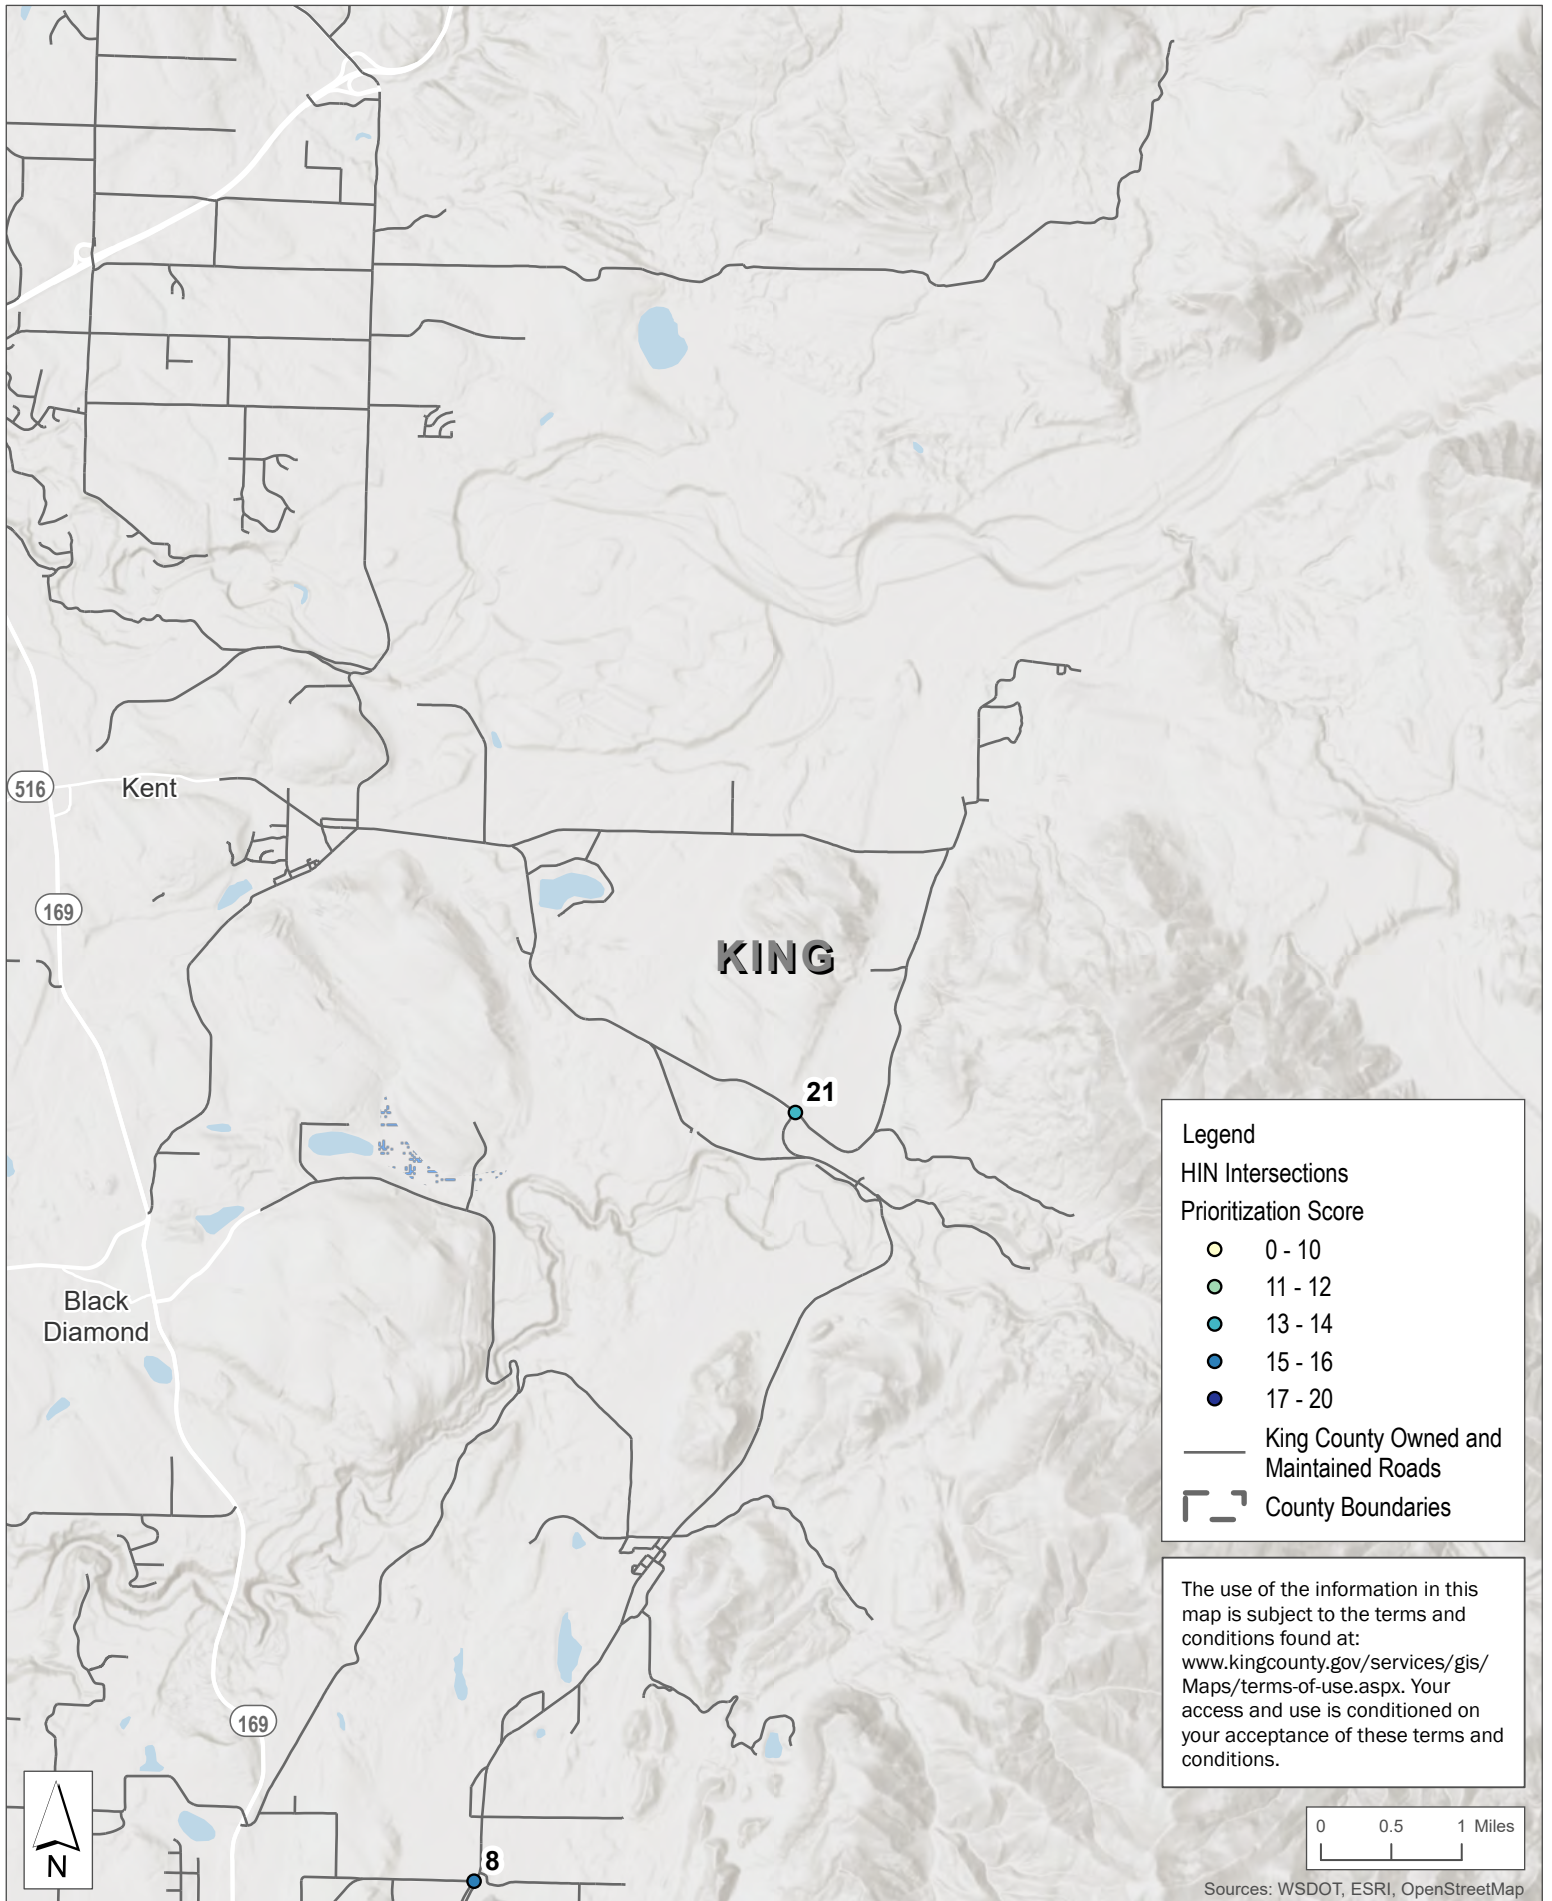 516
Kent
169
KING
21
Black
Diamond
169
8
N
Legend
HIN Intersections
Prioritization Score
0 - 10
11 - 12
13 - 14
15 - 16
17 - 20
King County Owned and
Maintained Roads
County Boundaries
The use of the information in this
map is subject to the terms and
conditions found at:
www.kingcounty.gov/services/gis/
Maps/terms-of-use.aspx. Your
access and use is conditioned on
your acceptance of these terms and
conditions.
0 0.5 1 Miles
Sources: WSDOT, ESRI, OpenStreetMap